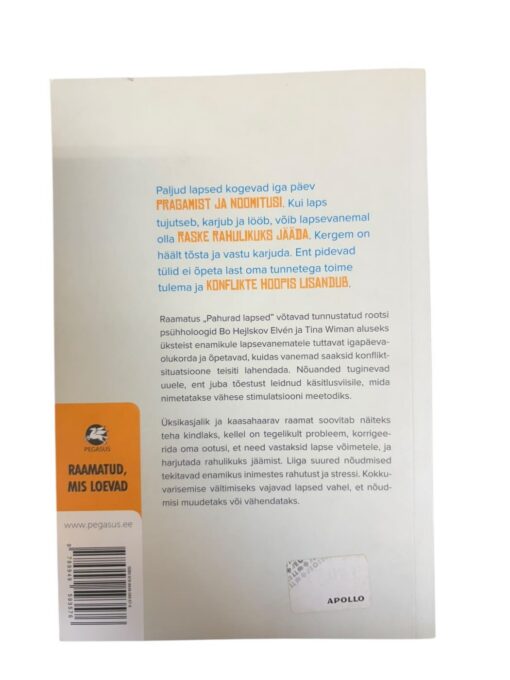 Paljud lapsed kogevad iga päev
PRAGAMIST JA NOOMITUSI. Kui laps
tujutseb, karjub ja lööb, võib lapsevanemal
olla RASKE RAHULIKUKS JÄÄDA. Kergem on
häält tõsta ja vastu karjuda. Ent pidevad
tülid ei õpeta last oma tunnetega toime
tulema ja KONFLIKTE HOOPIS LISANDUB.
Raamatus „Pahurad lapsed” võtavad tunnustatud rootsi
psühholoogid Bo Hejlskov Elvén ja Tina Wiman aluseks
üksteist enamikule lapsevanematele tuttavat igapäeva-
olukorda ja õpetavad, kuidas vanemad saaksid konflikt-
situatsioone teisiti lahendada. Nõuanded tuginevad
uuele, ent juba tõestust leidnud käsitlusviisile, mida
nimetatakse vähese stimulatsiooni meetodiks.
Üksikasjalik ja kaasahaarav raamat soovitab näiteks
teha kindlaks, kellel on tegelikult probleem, korrigee-
rida oma ootusi, et need vastaksid lapse võimetele, ja
harjutada rahulikuks jäämist. Liiga suured nõudmised
tekitavad enamikus inimestes rahutust ja stressi. Kokku-
varisemise vältimiseks vajavad lapsed vahel, et nõud-
misi muudetaks või vähendataks.
PEGASUS
RAAMATUD,
MIS LOEVAD
www.pegasus.ee
APOLLO